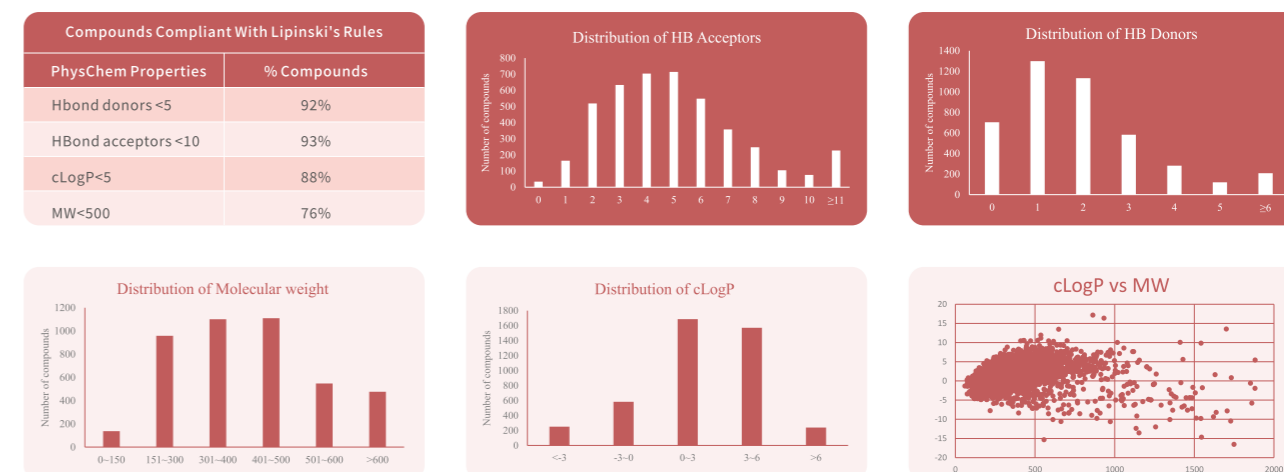 Compounds Compliant With Lipinski's Rules
PhysChem Properties % Compounds
Hbond donors <5 92%
HBond acceptors <10 93%
cLogP<5 88%
MW<500 76%
Distribution of HB Acceptors
Number of compounds
800
700
600
500
400
300
200
100
0
0 1 2 3 4 5 6 7 8 9 10 ≥11
Distribution of HB Donors
Number of compounds
1400
1200
1000
800
600
400
200
0
0 1 2 3 4 5 ≥6
Distribution of Molecular weight
Number of compounds
1200
1000
800
600
400
200
0
0~150 151~300 301~400 401~500 501~600 >600
Distribution of cLogP
Number of compounds
1800
1600
1400
1200
1000
800
600
400
200
0
<-3 -3~0 0~3 3~6 >6
cLogP vs MW
20
15
10
5
0
-5
-10
-15
-20
0 500 1000 1500 2000